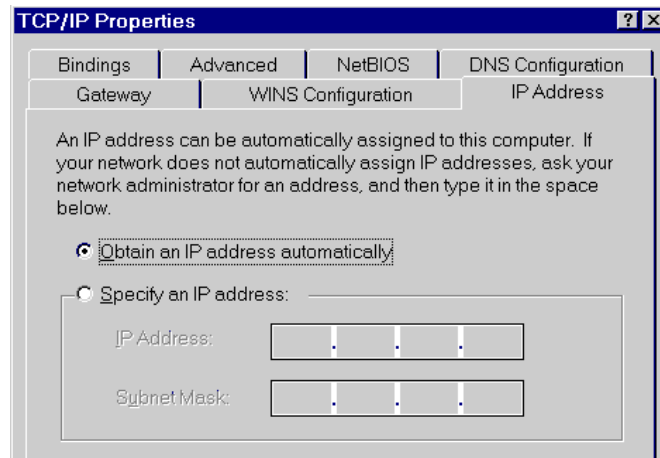 TCP/IP Properties
Bindings Advanced NetBIOS DNS Configuration
Gateway WINS Configuration IP Address
An IP address can be automatically assigned to this computer. If
your network does not automatically assign IP addresses, ask your
network administrator for an address, and then type it in the space
below.
Obtain an IP address automatically
Specify an IP address:
IP Address:
Subnet Mask: